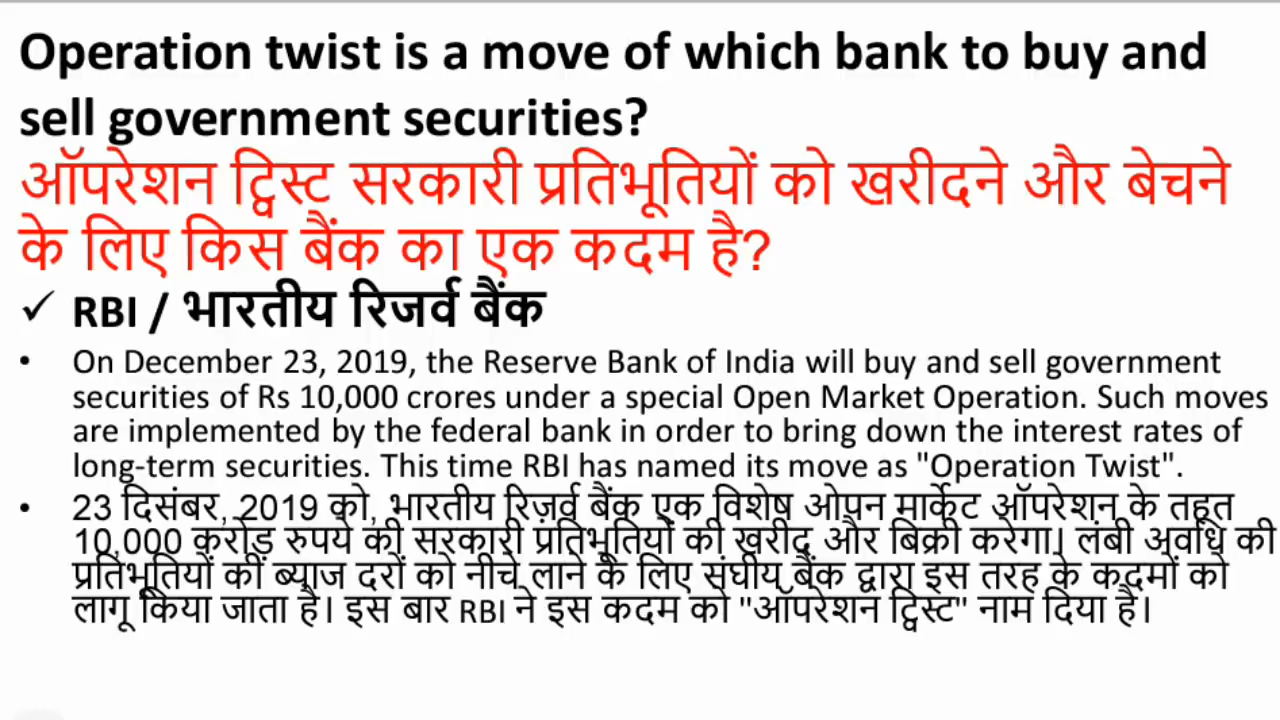 Operation twist is a move of which bank to buy and
sell government securities?
ऑपरेशन ट्विस्ट सरकारी प्रतिभूतियों को खरीदने और बेचने
के लिए किस बैंक का एक कदम है?
✓ RBI / भारतीय रिजर्व बैंक
• On December 23, 2019, the Reserve Bank of India will buy and sell government
securities of Rs 10,000 crores under a special Open Market Operation. Such moves
are implemented by the federal bank in order to bring down the interest rates of
long-term securities. This time RBI has named its move as "Operation Twist".
• 23 दिसंबर, 2019 को, भारतीय रिज़र्व बैंक एक विशेष ओपन मार्केट ऑपरेशन के तहत
10,000 करोड़ रुपये की सरकारी प्रतिभूतियों की खरीद और बिक्री करेगा। लंबी अवधि की
प्रतिभूतियों की ब्याज दरों को नीचे लाने के लिए संघीय बैंक द्वारा इस तरह के कदमों को
लागू किया जाता है। इस बार RBI ने इस कदम को "ऑपरेशन ट्विस्ट" नाम दिया है।